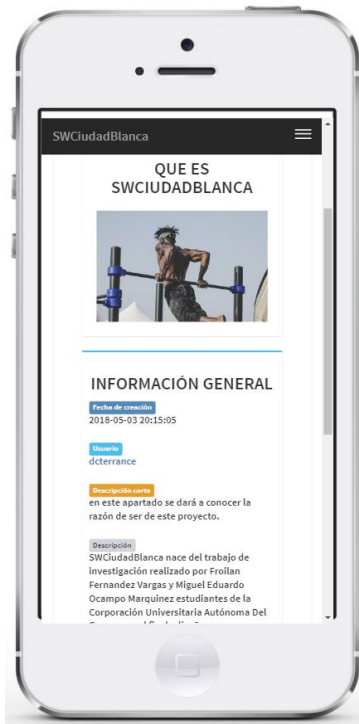 SWCiudadBlanca
QUE ES
SWCIUDADBLANCA
INFORMACIÓN GENERAL
Fecha de creación
2018-05-03 20:15:05
Usuario
dcterrance
Descripción corta
en este apartado se dará a conocer la
razón de ser de este proyecto.
Descripción
SWCiudadBlanca nace del trabajo de
investigación realizado por Froilan
Fernandez Vargas y Miguel Eduardo
Ocampo Marquinez estudiantes de la
Corporación Universitaria Autónoma Del